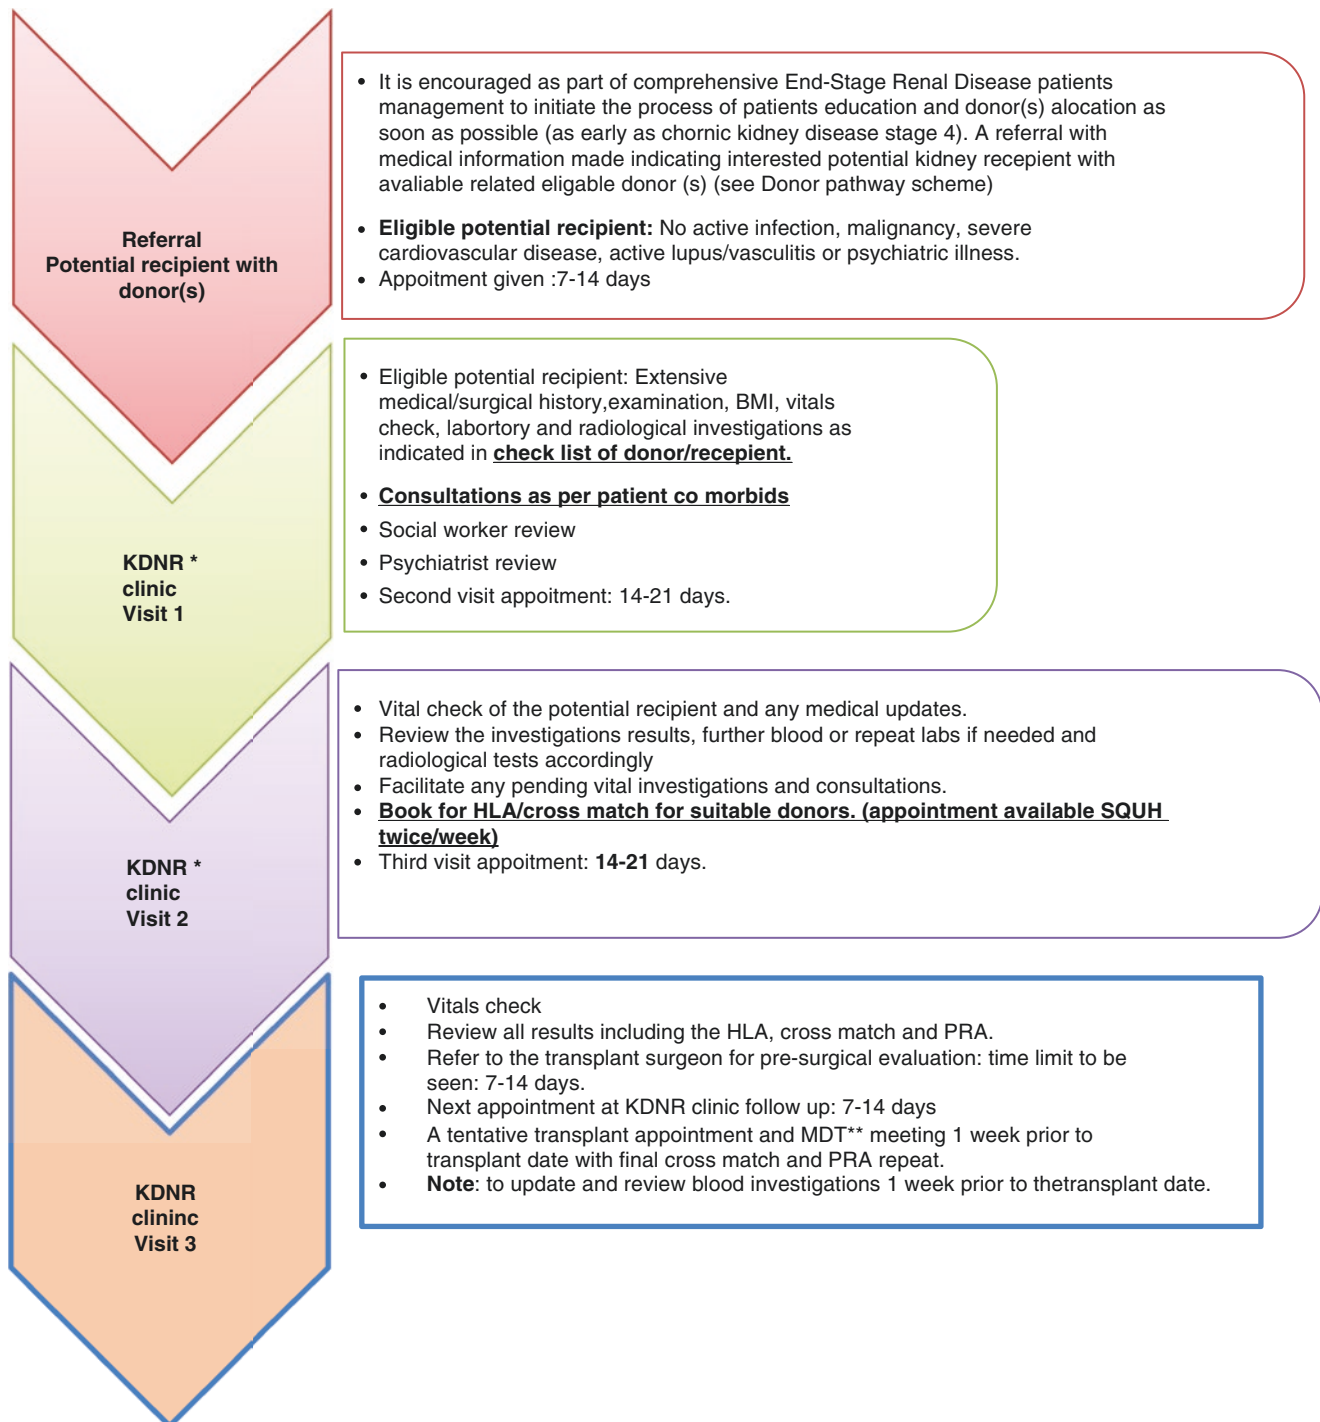 Referral
Potential recipient with
donor(s)
• It is encouraged as part of comprehensive End-Stage Renal Disease patients
management to initiate the process of patients education and donor(s) alocation as
soon as possible (as early as chornic kidney disease stage 4). A referral with
medical information made indicating interested potential kidney recepient with
avaliable related eligable donor (s) (see Donor pathway scheme)
• Eligible potential recipient: No active infection, malignancy, severe
cardiovascular disease, active lupus/vasculitis or psychiatric illness.
• Appoitment given :7-14 days
KDNR *
clinic
Visit 1
• Eligible potential recipient: Extensive
medical/surgical history,examination, BMI, vitals
check, labortory and radiological investigations as
indicated in check list of donor/recepient.
• Consultations as per patient co morbids
• Social worker review
• Psychiatrist review
• Second visit appoitment: 14-21 days.
KDNR *
clinic
Visit 2
• Vital check of the potential recipient and any medical updates.
• Review the investigations results, further blood or repeat labs if needed and
radiological tests accordingly
• Facilitate any pending vital investigations and consultations.
• Book for HLA/cross match for suitable donors. (appointment available SQUH
twice/week)
• Third visit appoitment: 14-21 days.
KDNR
clininc
Visit 3
• Vitals check
• Review all results including the HLA, cross match and PRA.
• Refer to the transplant surgeon for pre-surgical evaluation: time limit to be
seen: 7-14 days.
• Next appointment at KDNR clinic follow up: 7-14 days
• A tentative transplant appointment and MDT** meeting 1 week prior to
transplant date with final cross match and PRA repeat.
• Note: to update and review blood investigations 1 week prior to thetransplant date.